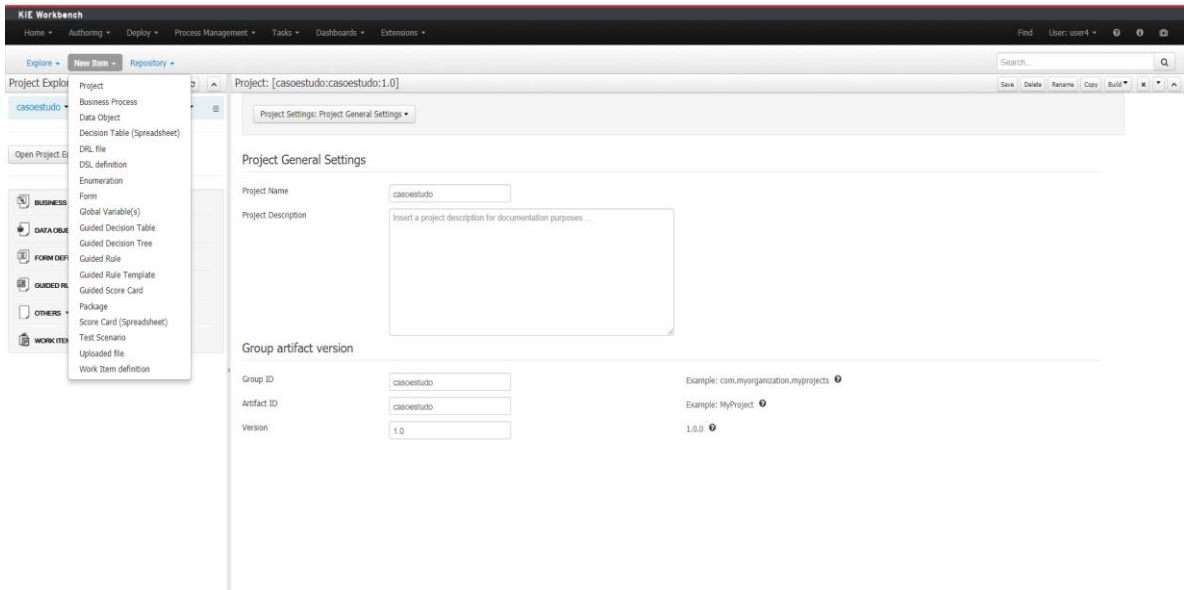 KIE Workbench
Home Authoring Deploy Process Management Tasks Dashboards Extensions Find User: user4
Explore New Item Repository Search...
Project Explor
Project: [casoestudo:casoestudo:1.0] Save Delete Rename Copy Build
casoestudo
Open Project Ed
BUSINESS
DATA OBJE
FORM DEFI
GUIDED RU
OTHERS
WORK ITEM
Project
Business Process
Data Object
Decision Table (Spreadsheet)
DRL file
DSL definition
Enumeration
Form
Global Variable(s)
Guided Decision Table
Guided Decision Tree
Guided Rule
Guided Rule Template
Guided Score Card
Package
Score Card (Spreadsheet)
Test Scenario
Uploaded file
Work Item definition
Project Settings: Project General Settings
Project General Settings
Project Name casoestudo
Project Description Insert a project description for documentation purposes ...
Group artifact version
Group ID casoestudo Example: com.myorganization.myprojects
Artifact ID casoestudo Example: MyProject
Version 1.0 1.0.0